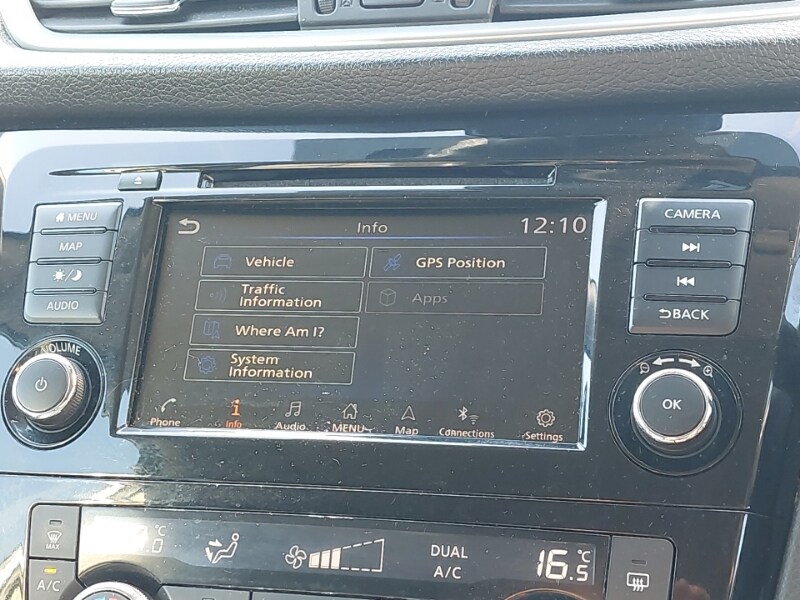 MENU
MAP
AUDIO
VOLUME
Info
12:10
Vehicle
GPS Position
Traffic
Information
Apps
Where Am I?
System
Information
Phone
Info
Audio
MENU
Map
Connections
Settings
CAMERA
BACK
OK
MAX
A/C
°C
DUAL
A/C
16.5 °C